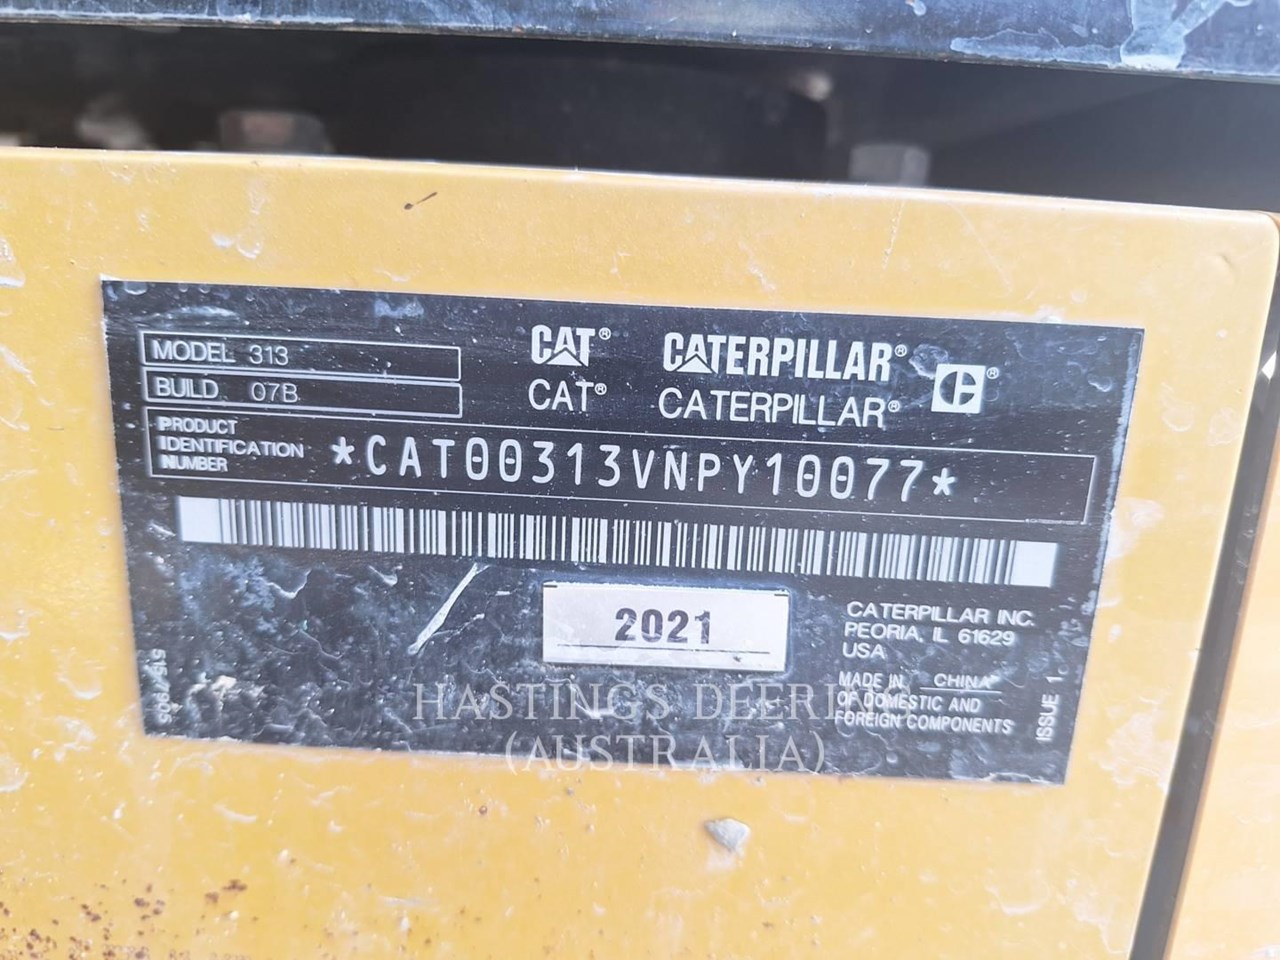 MODEL 313
BUILD 07B
CAT® CATERPILLAR®
CAT® CATERPILLAR®
PRODUCT
IDENTIFICATION
NUMBER
*CAT00313VNPY10077*
2021
CATERPILLAR INC.
PEORIA, IL 61629
USA
MADE IN CHINA
OF DOMESTIC AND
FOREIGN COMPONENTS
ISSUE 1
HASTINGS DEERING
(AUSTRALIA)